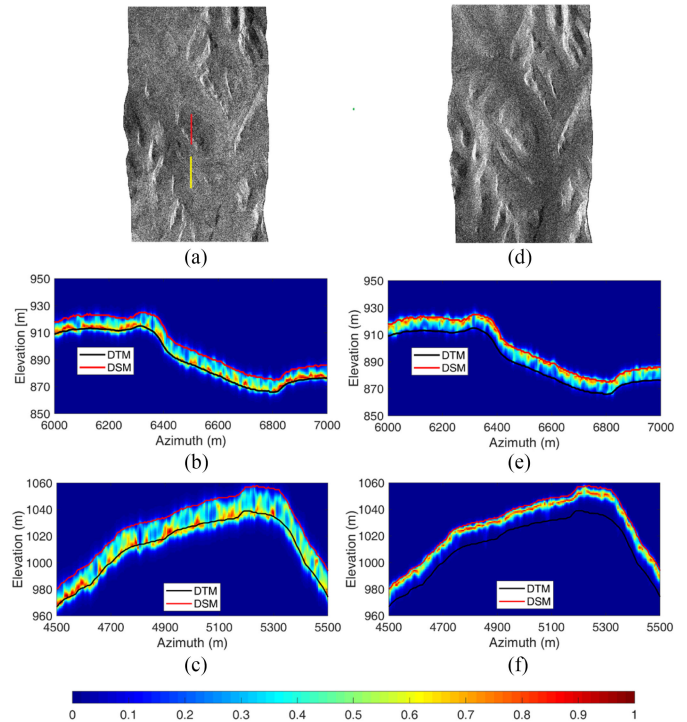 (a)
(d)
950
930
910
890
870
850
Elevation [m]
DTM
DSM
6000 6200 6400 6600 6800 7000
Azimuth (m)
(b)
950
930
910
890
870
850
Elevation (m)
DTM
DSM
6000 6200 6400 6600 6800 7000
Azimuth (m)
(e)
1060
1040
1020
1000
980
960
Elevation (m)
DTM
DSM
4500 4700 4900 5100 5300 5500
Azimuth (m)
(c)
1060
1040
1020
1000
980
960
Elevation (m)
DTM
DSM
4500 4700 4900 5100 5300 5500
Azimuth (m)
(f)
0 0.1 0.2 0.3 0.4 0.5 0.6 0.7 0.8 0.9 1